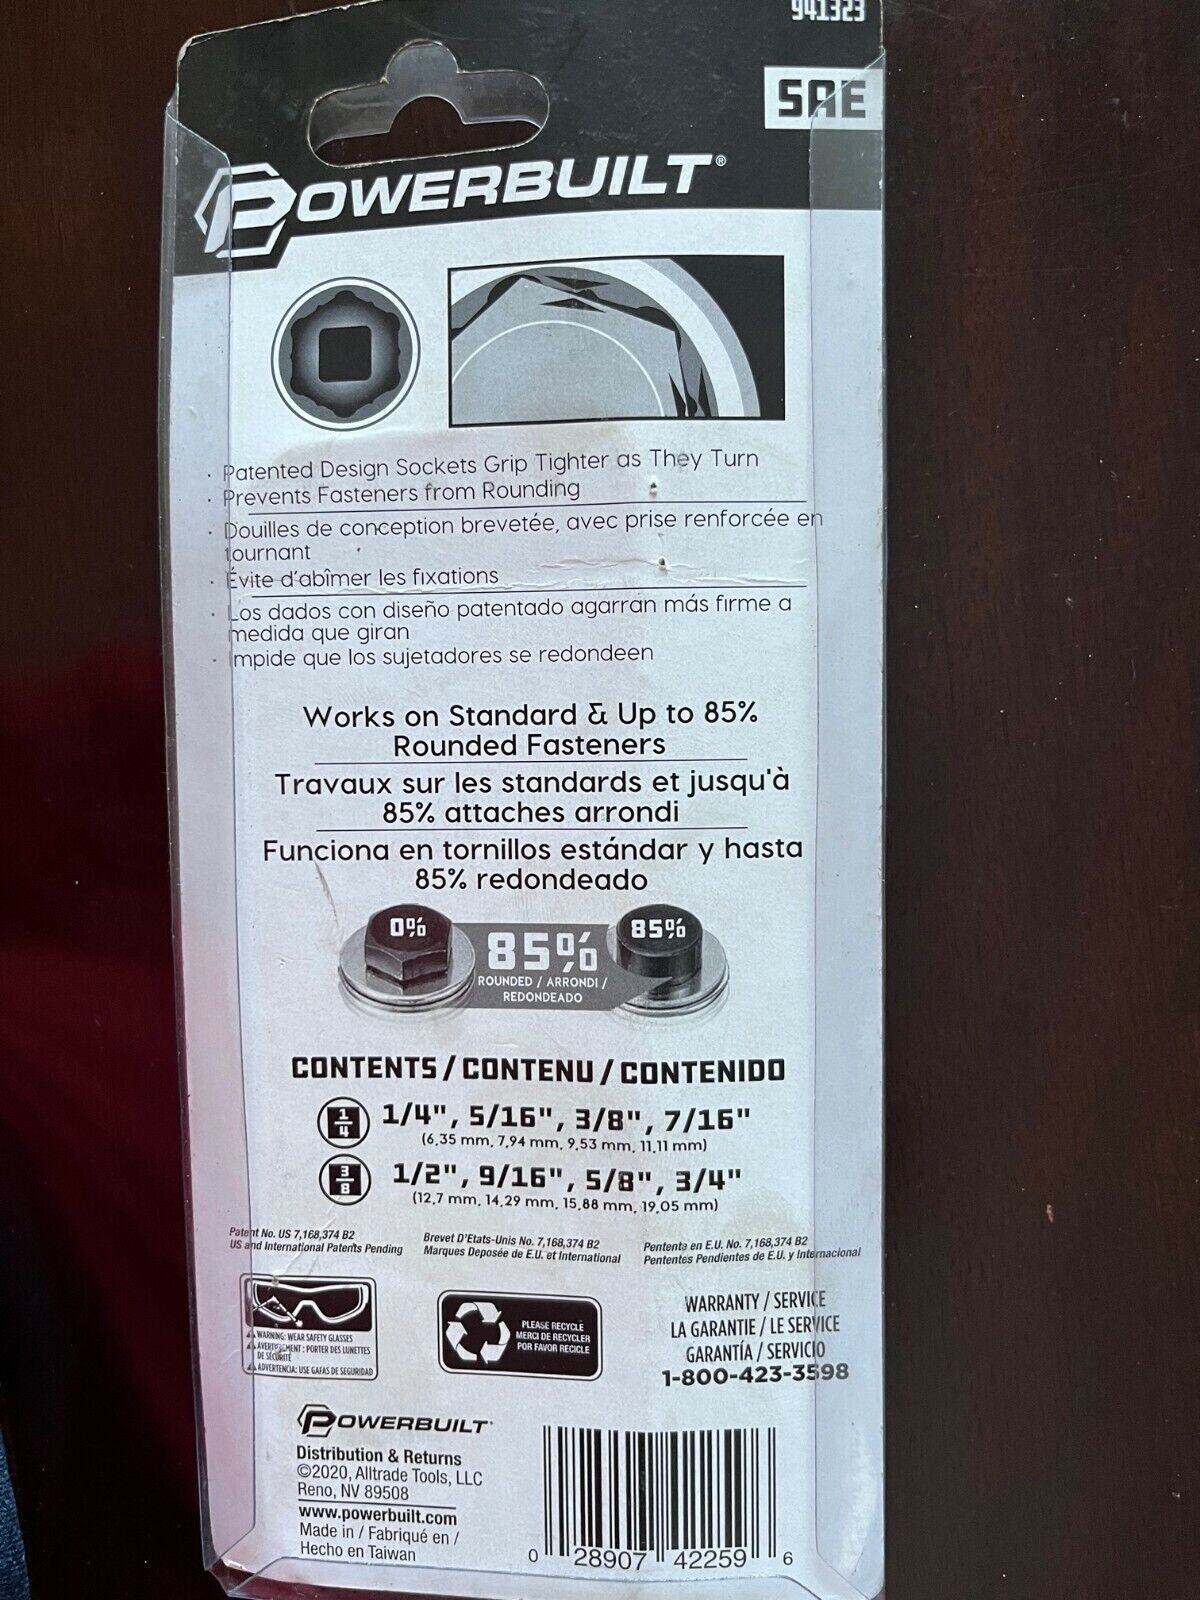 941323
SAE
POWERBUILT®
· Patented Design Sockets Grip Tighter as They Turn
· Prevents Fasteners from Rounding
· Douilles de conception brevetée, avec prise renforcée en
tournant
· Évite d'abîmer les fixations
· Los dados con diseño patentado agarran más firme a
medida que giran
· Impide que los sujetadores se redondeen
Works on Standard & Up to 85%
Rounded Fasteners
Travaux sur les standards et jusqu'à
85% attaches arrondi
Funciona en tornillos estándar y hasta
85% redondeado
0%
85%
85%
ROUNDED / ARRONDI /
REDONDEADO
CONTENTS / CONTENU / CONTENIDO
1/4 1/4", 5/16", 3/8", 7/16"
(6,35 mm, 7,94 mm, 9,53 mm, 11,11 mm)
3/8 1/2", 9/16", 5/8", 3/4"
(12,7 mm, 14,29 mm, 15,88 mm, 19,05 mm)
Patent No. US 7,168,374 B2
US and International Patents Pending
Brevet D'Etats-Unis No. 7,168,374 B2
Marques Deposée de E.U. et International
Pententa en E.U. No. 7,168,374 B2
Pententes Pendientes de E.U. y Internacional
WARNING: WEAR SAFETY GLASSES
AVERTISSEMENT : PORTER DES LUNETTES
DE SÉCURITÉ
ADVERTENCIA: USE GAFAS DE SEGURIDAD
PLEASE RECYCLE
MERCI DE RECYCLER
POR FAVOR RECICLE
WARRANTY / SERVICE
LA GARANTIE / LE SERVICE
GARANTÍA / SERVICIO
1-800-423-3598
POWERBUILT
Distribution & Returns
©2020, Alltrade Tools, LLC
Reno, NV 89508
www.powerbuilt.com
Made in / Fabriqué en /
Hecho en Taiwan
0 28907 42259 6